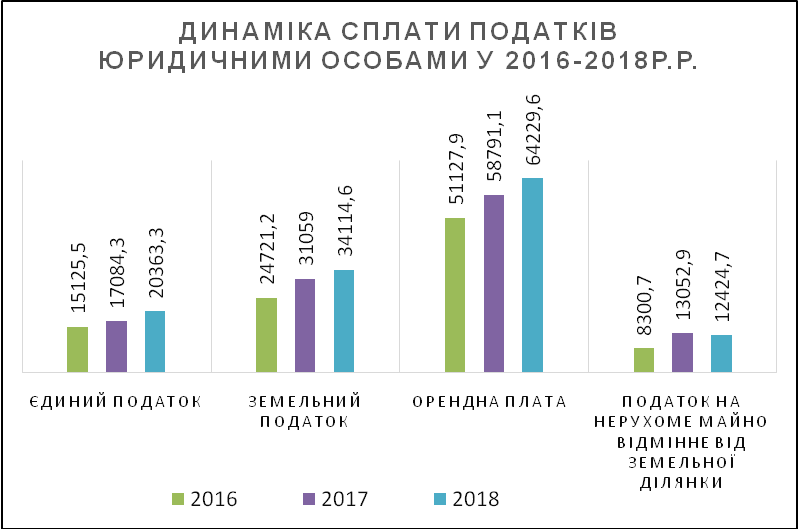 ДИНАМІКА СПЛАТИ ПОДАТКІВ
ЮРИДИЧНИМИ ОСОБАМИ У 2016-2018Р.Р.
15125,5
17084,3
20363,3
24721,2
31059
34114,6
51127,9
58791,1
64229,6
8300,7
13052,9
12424,7
ЄДИНИЙ ПОДАТОК
ЗЕМЕЛЬНИЙ
ПОДАТОК
ОРЕНДНА ПЛАТА
ПОДАТОК НА
НЕРУХОМЕ МАЙНО
ВІДМІННЕ ВІД
ЗЕМЕЛЬНОЇ
ДІЛЯНКИ
2016
2017
2018